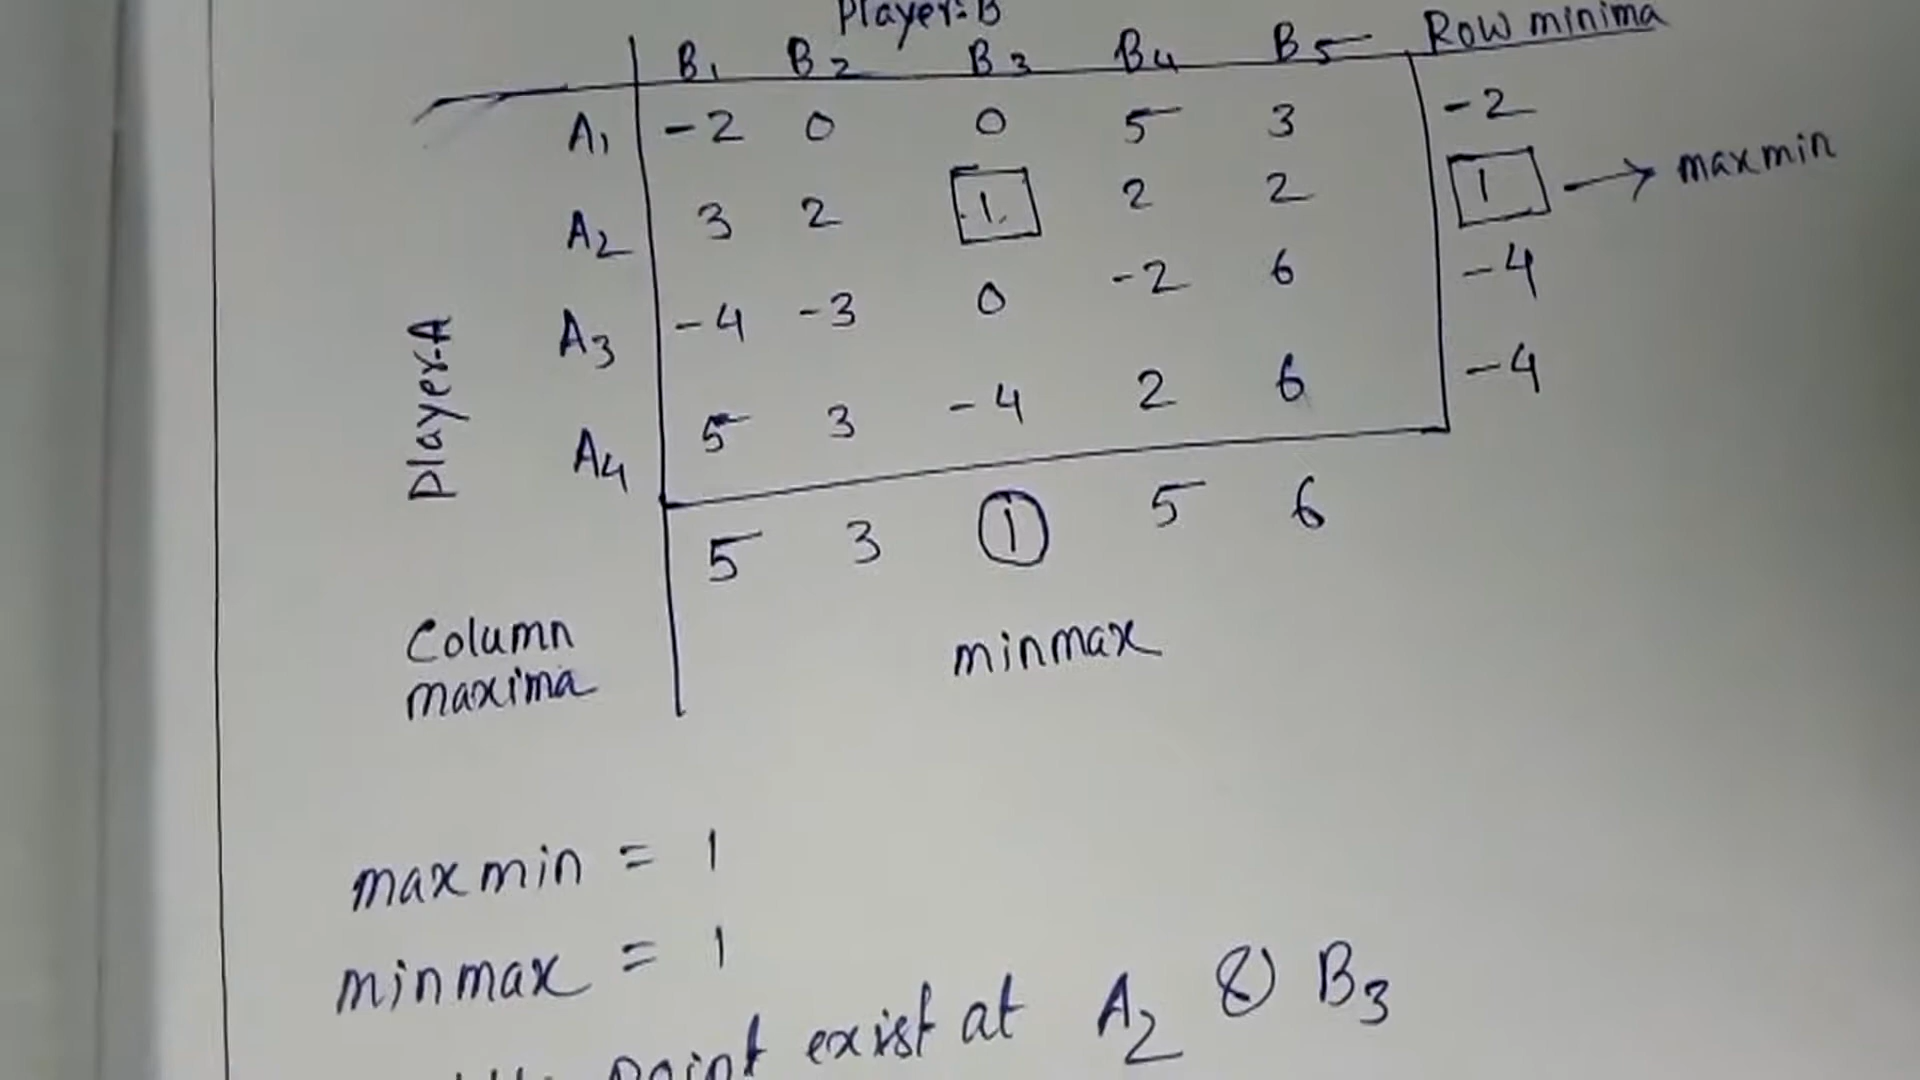 Player-B
B1 B2 B3 B4 B5 Row minima
A1 -2 0 0 5 3 -2
A2 3 2 1 2 2 1 → maxmin
A3 -4 -3 0 -2 6 -4
A4 5 3 -4 2 6 -4
Player-A
5 3 1 5 6
Column maxima
minmax
maxmin = 1
minmax = 1
point exist at A2 & B3